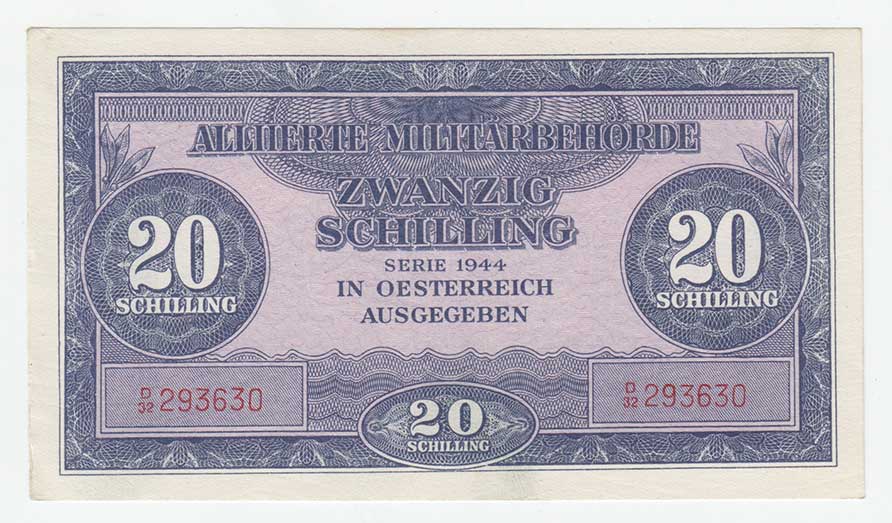 ALLIIERTE MILITÄRBEHÖRDE
ZWANZIG
SCHILLING
SERIE 1944
IN OESTERREICH
AUSGEGEBEN
20
SCHILLING
20
SCHILLING
D/32 293630
D/32 293630
20
SCHILLING